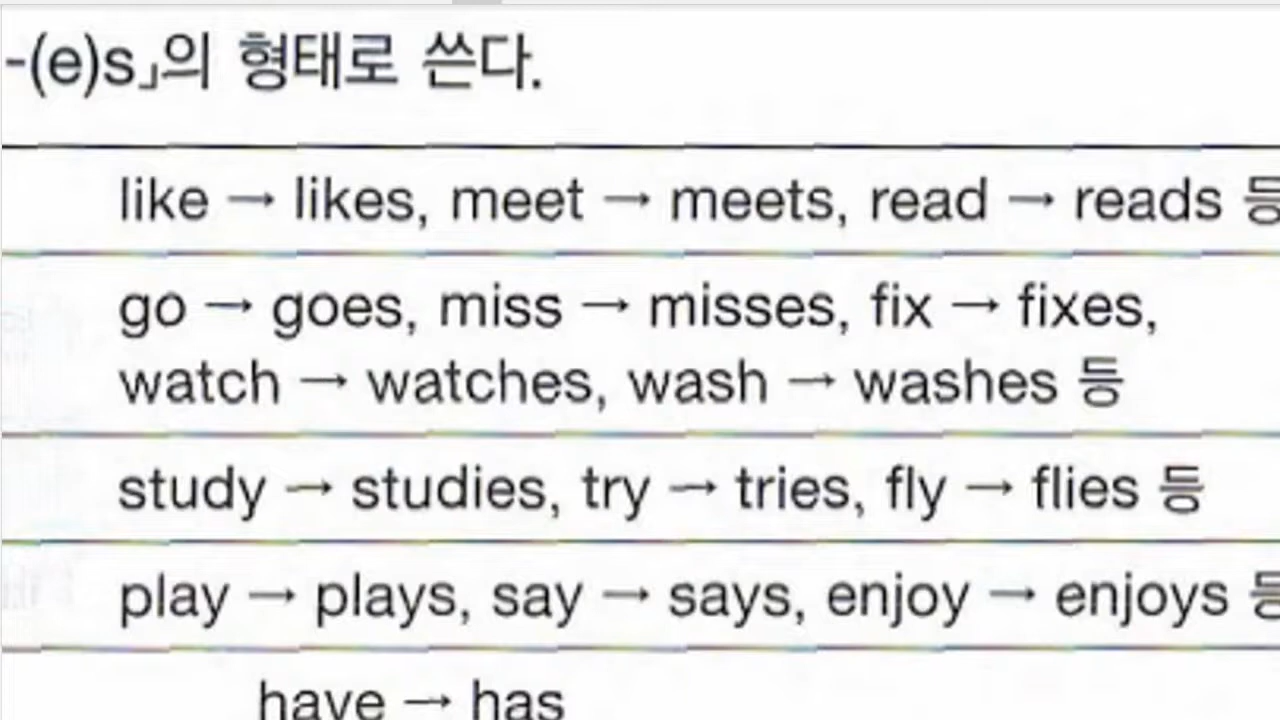 -(e)s」의 형태로 쓴다.
like → likes, meet → meets, read → reads 등
go → goes, miss → misses, fix → fixes,
watch → watches, wash → washes 등
study → studies, try → tries, fly → flies 등
play → plays, say → says, enjoy → enjoys 등
have → has